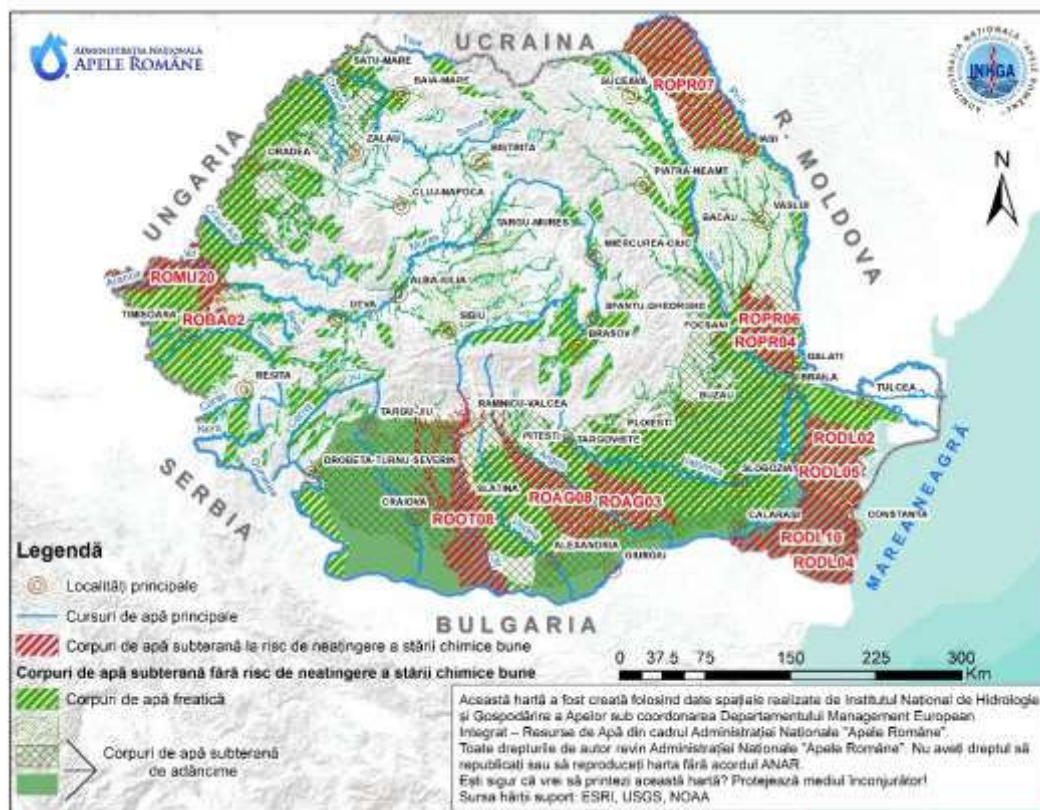 ADMINISTRAȚIA NAȚIONALĂ
APELE ROMÂNE
UCRAINA
INHGA
R. MOLDOVA
N
UNGARIA
SERBIA
BULGARIA
MAREA NEAGRĂ
SATU-MARE
BAIA-MARE
SUCEAVA
ROPR07
IASI
ZALAU
ORADEA
BISTRITA
PIATRA-NEAMT
CLUJ-NAPOCA
VASLUI
BACAU
TARGU-MURES
MIERCUREA-CIUC
ROMU20
ALBA-IULIA
TIMISOARA
ROBA02
DEVA
SIBIU
SFANTU-GHEORGHE
BRASOV
ROPR06
FOCSANI
ROPR04
GALATI
BRAILA
RESITA
TULCEA
BUZAU
RAMNICU-VALCEA
TARGU-JIU
PLOIESTI
PITESTI
TARGOVISTE
RODL02
DROBETA-TURNU-SEVERIN
SLOBOZIA
RODL05
SLATINA
ROAG08
ROAG03
CRAIOVA
ROOT08
CALARASI
CONSTANTA
RODL10
ALEXANDRIA
GIURGIU
RODL04
Legendă
Localități principale
Cursuri de apă principale
Corpuri de apă subterană la risc de neatingere a stării chimice bune
Corpuri de apă subterană fără risc de neatingere a stării chimice bune
Corpuri de apă freatică
Corpuri de apă subterană
de adâncime
0 37.5 75 150 225 300
Km
Această hartă a fost creată folosind date spațiale realizate de Institutul Național de Hidrologie
și Gospodărire a Apelor sub coordonarea Departamentului Management European
Integrat – Resurse de Apă din cadrul Administrației Naționale "Apele Române".
Toate drepturile de autor revin Administrației Naționale "Apele Române". Nu aveți dreptul să
republicați sau să reproduceți harta fără acordul ANAR.
Ești sigur că vrei să printezi această hartă? Protejează mediul înconjurător!
Sursa hărții suport: ESRI, USGS, NOAA